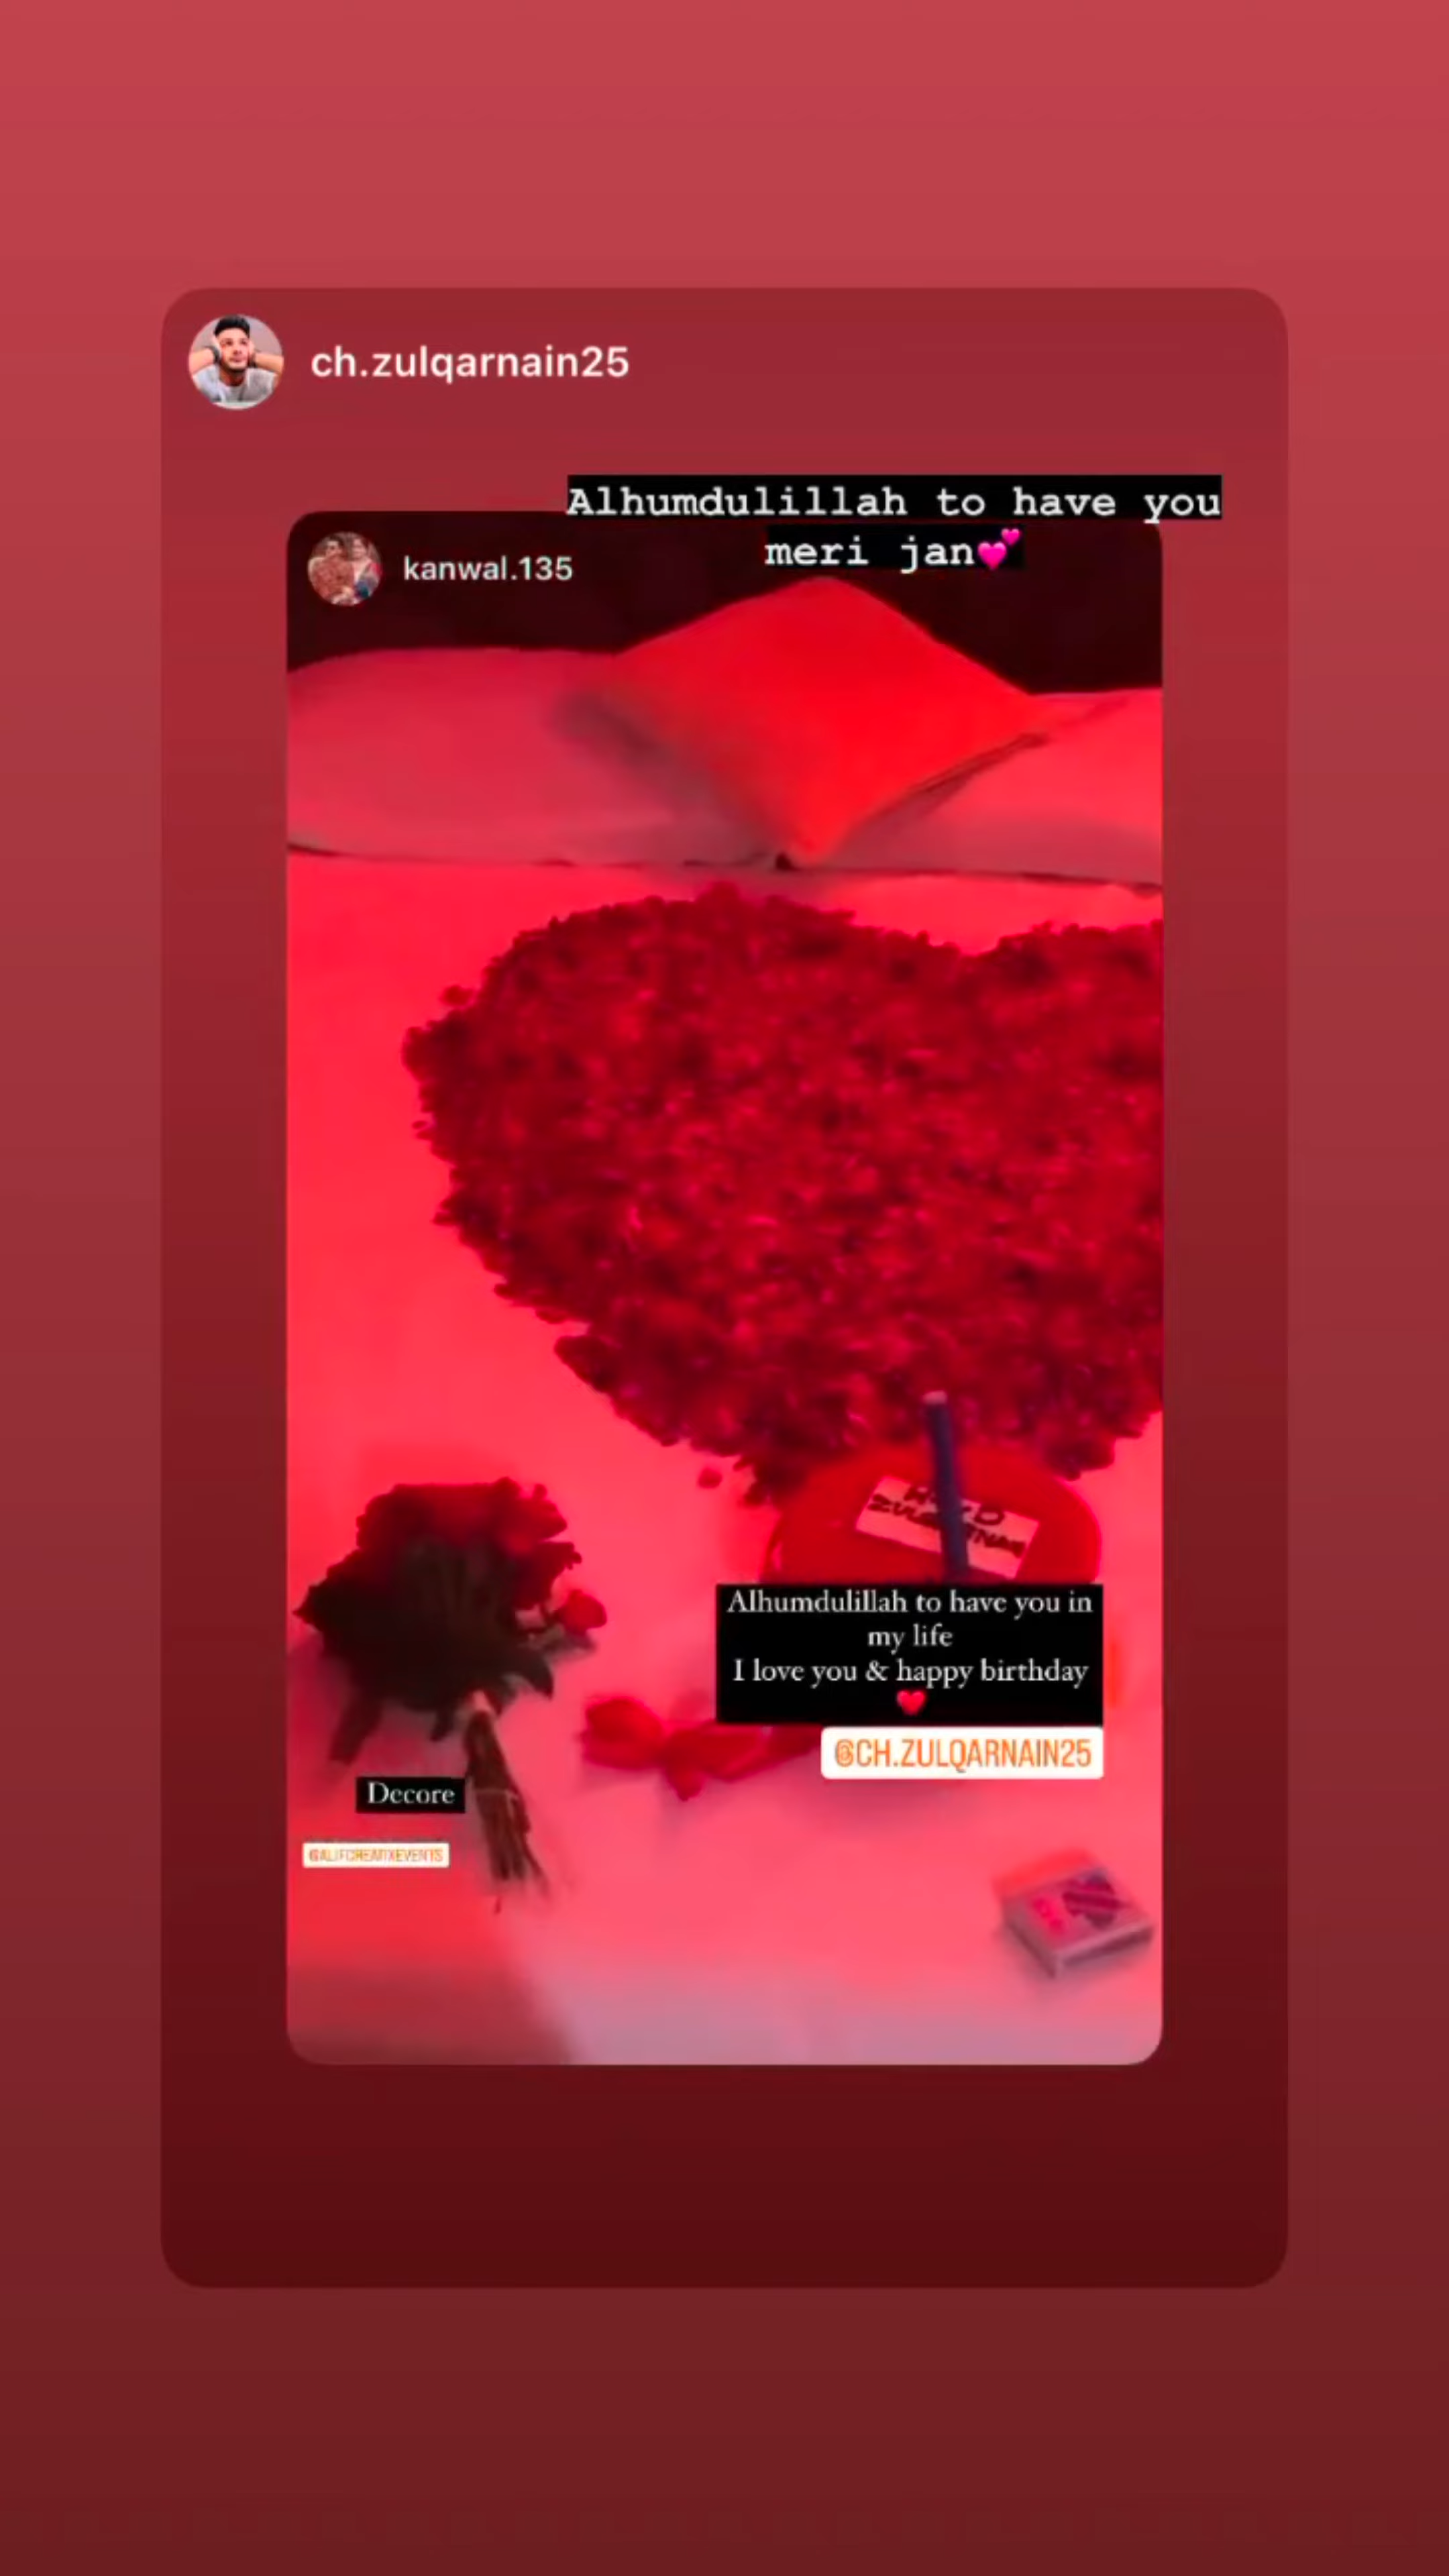 ch.zulqarnain25
Alhumdulillah to have you
meri jan💕
kanwal.135
Alhumdulillah to have you in
my life
I love you & happy birthday
❤️
@CH.ZULQARNAIN25
Decore